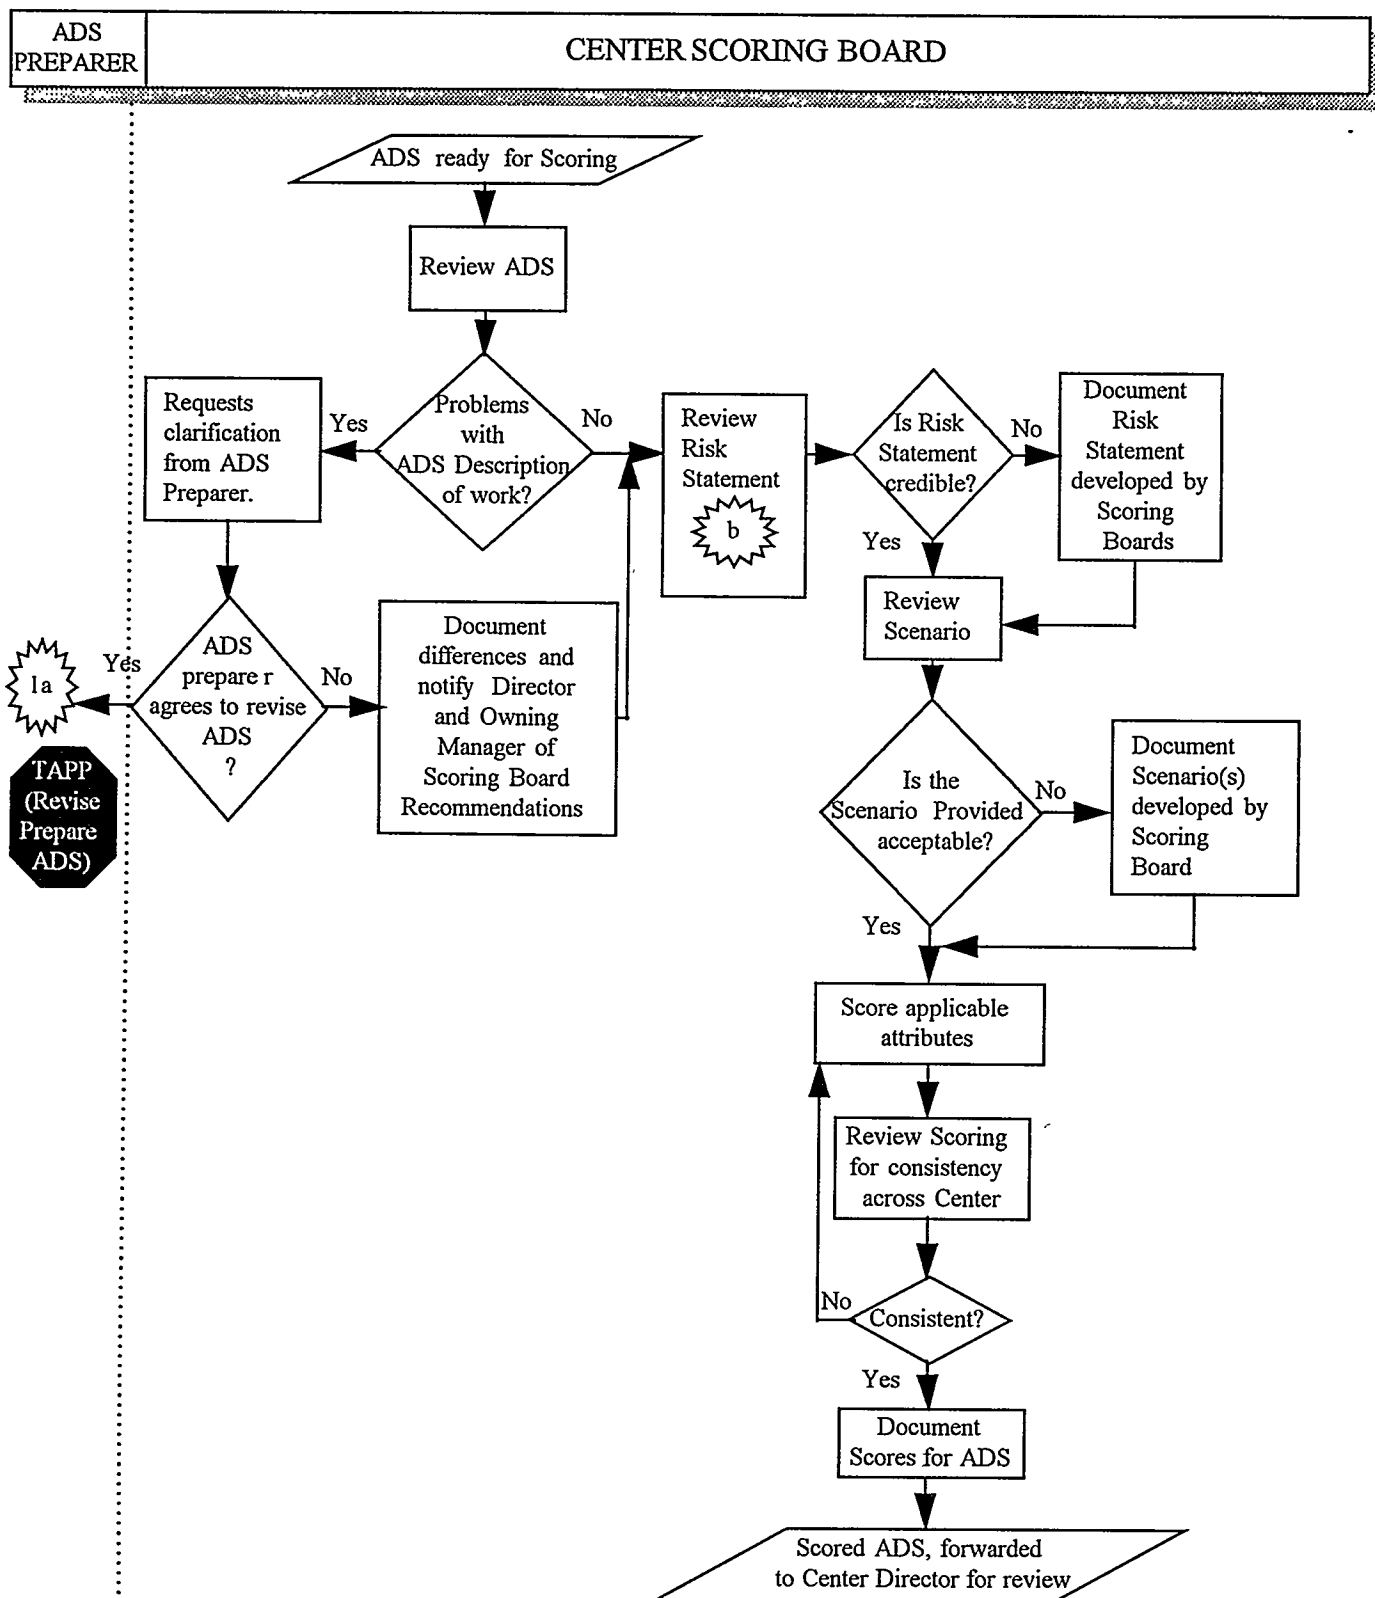 ADS
PREPARER
CENTER SCORING BOARD
ADS ready for Scoring
Review ADS
Problems
with
ADS Description
of work?
Yes
No
Requests
clarification
from ADS
Preparer.
ADS
prepare r
agrees to revise
ADS
?
Yes
No
1a
TAPP
(Revise
Prepare
ADS)
Document
differences and
notify Director
and Owning
Manager of
Scoring Board
Recommendations
Review
Risk
Statement
b
Is Risk
Statement
credible?
No
Yes
Document
Risk
Statement
developed by
Scoring
Boards
Review
Scenario
Is the
Scenario Provided
acceptable?
No
Yes
Document
Scenario(s)
developed by
Scoring
Board
Score applicable
attributes
Review Scoring
for consistency
across Center
Consistent?
No
Yes
Document
Scores for ADS
Scored ADS, forwarded
to Center Director for review